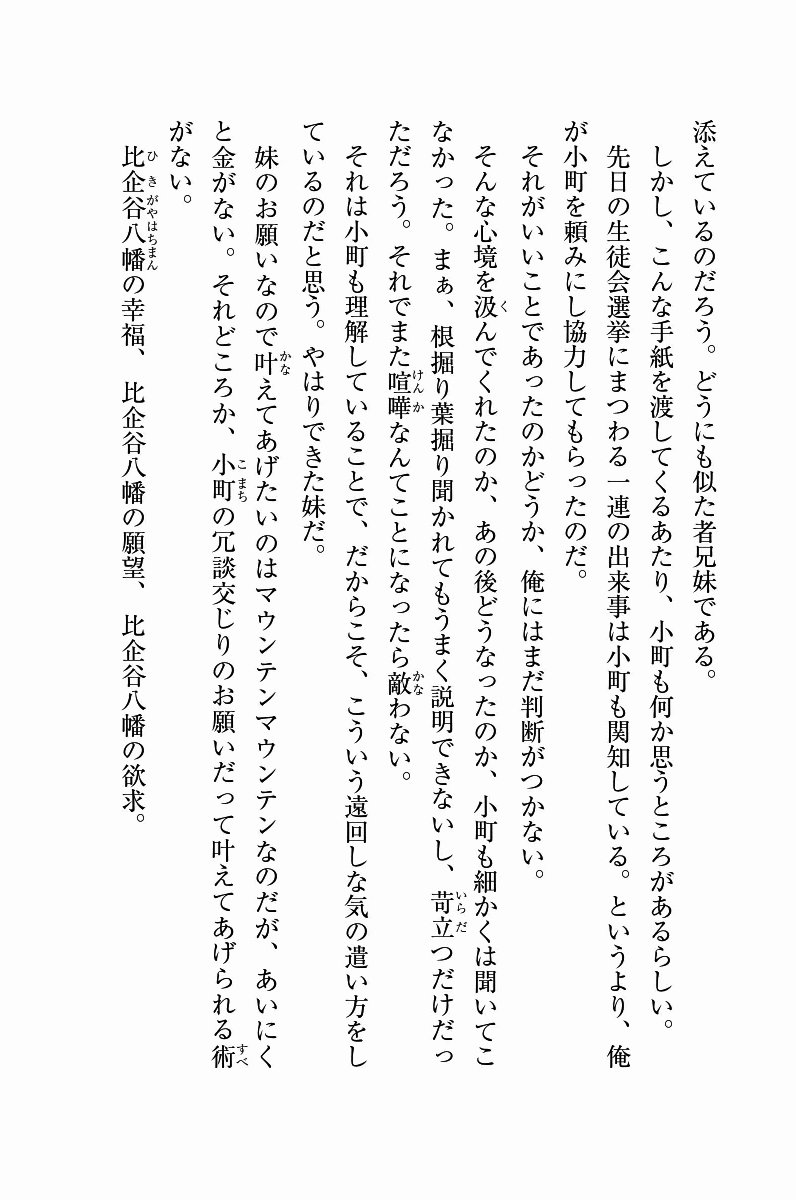 添えているのだろう。どうにも似た者兄妹である。
しかし、こんな手紙を渡してくるあたり、小町も何か思うところがあるらしい。
先日の生徒会選挙にまつわる一連の出来事は小町も関知している。というより、俺
が小町を頼みにし協力してもらったのだ。
それがいいことであったのかどうか、俺にはまだ判断がつかない。
そんな心境を汲んでくれたのか、あの後どうなったのか、小町も細かくは聞いてこ
なかった。まぁ、根掘り葉掘り聞かれてもうまく説明できないし、苛立つだけだっ
ただろう。それでまた喧嘩なんてことになったら敵わない。
それは小町も理解していることで、だからこそ、こういう遠回しな気の遣い方をし
ているのだと思う。やはりできた妹だ。
妹のお願いなので叶えてあげたいのはマウンテンマウンテンなのだが、あいにく
と金がない。それどころか、小町の冗談交じりのお願いだって叶えてあげられる術
がない。
比企谷八幡の幸福、比企谷八幡の願望、比企谷八幡の欲求。